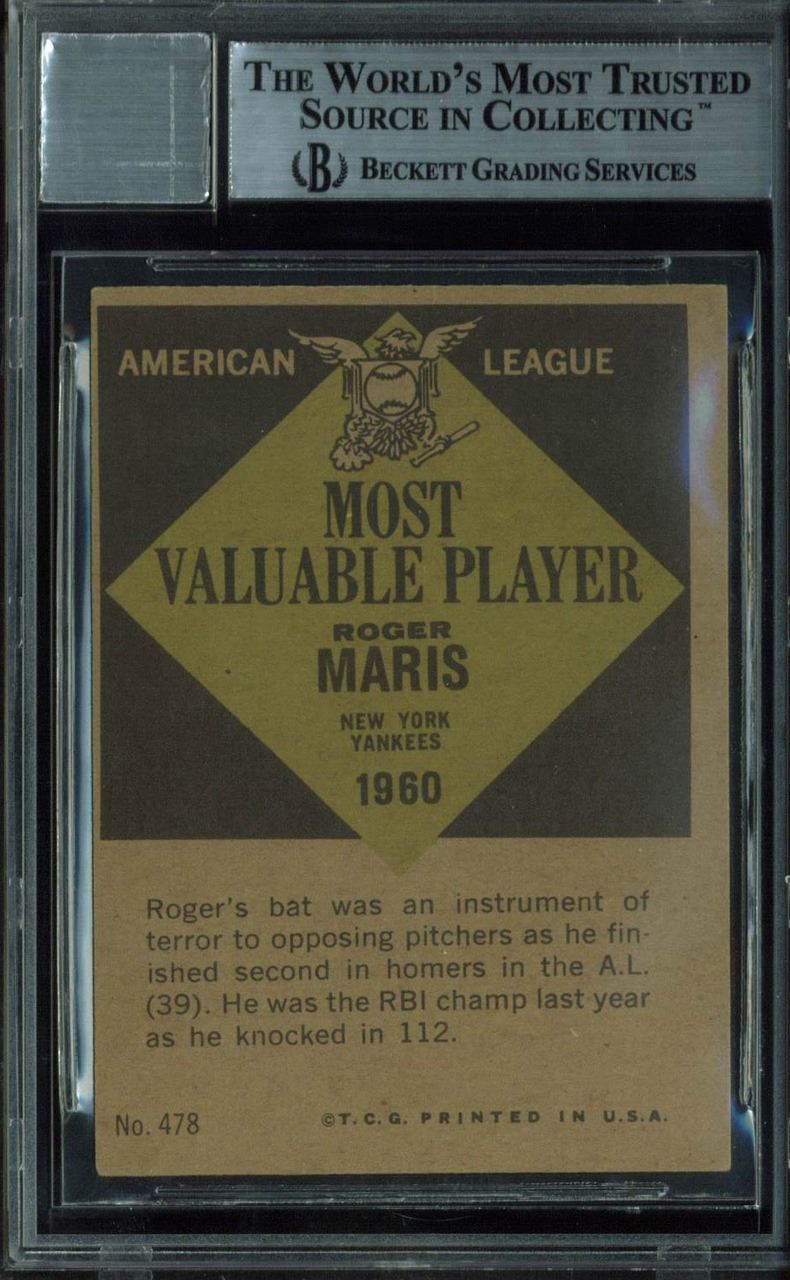 THE WORLD'S MOST TRUSTED
SOURCE IN COLLECTING™
B BECKETT GRADING SERVICES
AMERICAN LEAGUE
MOST
VALUABLE PLAYER
ROGER
MARIS
NEW YORK
YANKEES
1960
Roger's bat was an instrument of
terror to opposing pitchers as he fin-
ished second in homers in the A.L.
(39). He was the RBI champ last year
as he knocked in 112.
No. 478 ©T.C.G. PRINTED IN U.S.A.